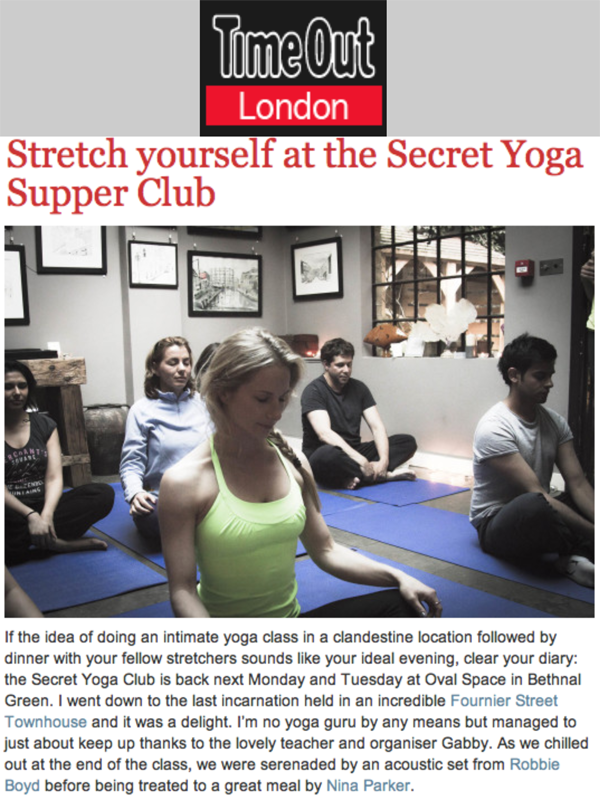 Time Out
London
Stretch yourself at the Secret Yoga
Supper Club
If the idea of doing an intimate yoga class in a clandestine location followed by
dinner with your fellow stretchers sounds like your ideal evening, clear your diary:
the Secret Yoga Club is back next Monday and Tuesday at Oval Space in Bethnal
Green. I went down to the last incarnation held in an incredible Fournier Street
Townhouse and it was a delight. I'm no yoga guru by any means but managed to
just about keep up thanks to the lovely teacher and organiser Gabby. As we chilled
out at the end of the class, we were serenaded by an acoustic set from Robbie
Boyd before being treated to a great meal by Nina Parker.